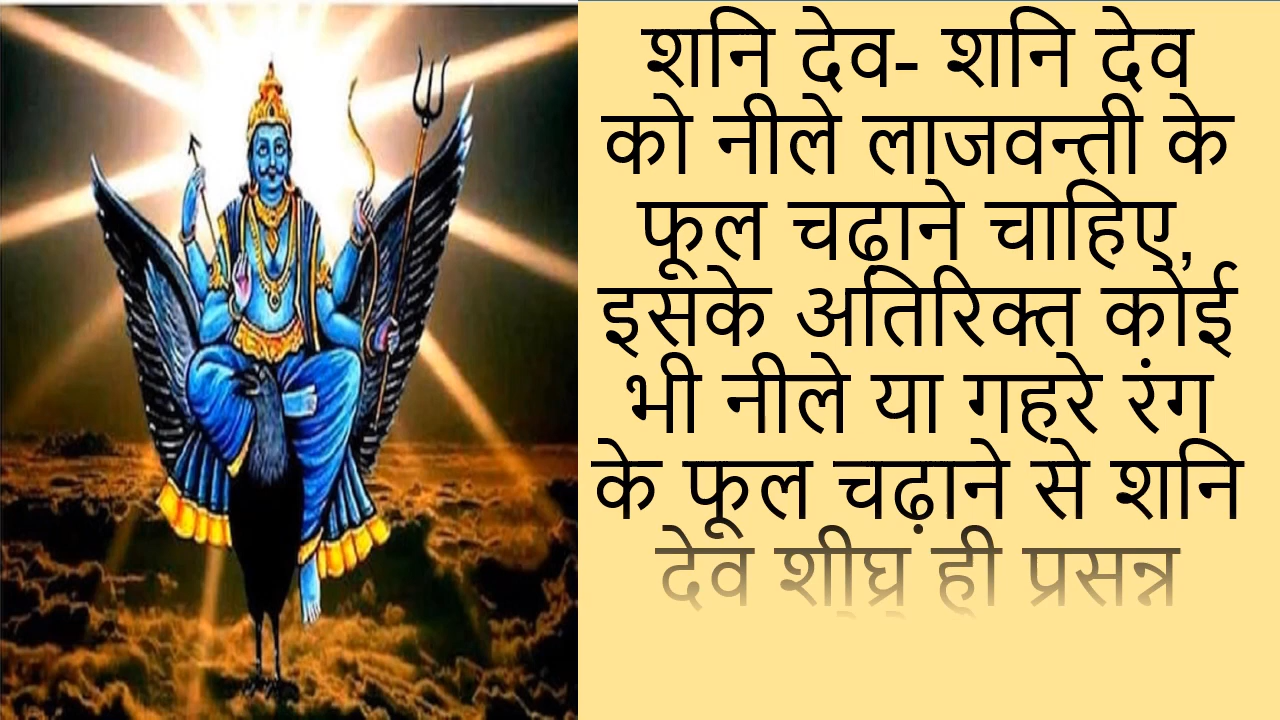 शनि देव- शनि देव
को नीले लाजवन्ती के
फूल चढ़ाने चाहिए,
इसके अतिरिक्त कोई
भी नीले या गहरे रंग
के फूल चढ़ाने से शनि
देव शीघ्र ही प्रसन्न